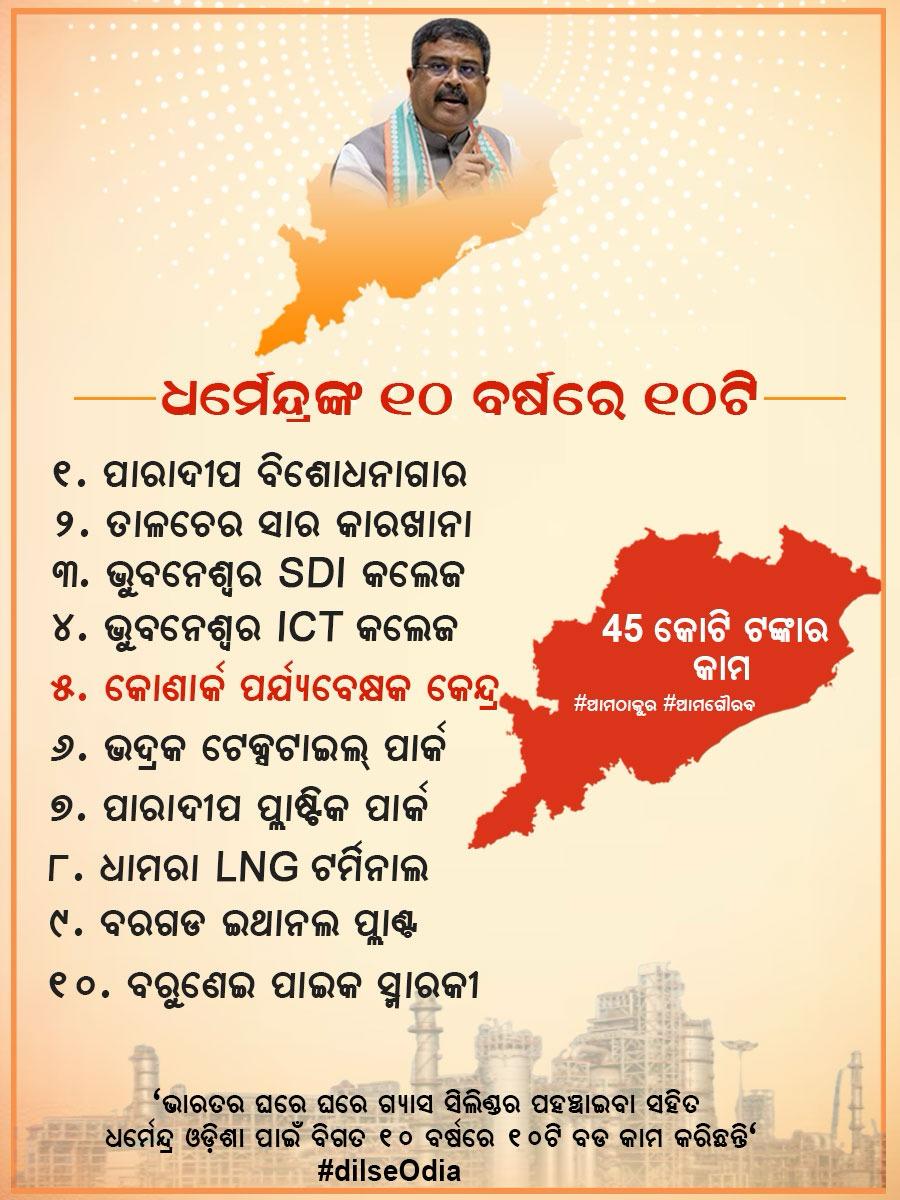 ଧର୍ମେନ୍ଦ୍ରଙ୍କ ୧୦ ବର୍ଷରେ ୧୦ଟି
୧. ପାରାଦୀପ ବିଶୋଧନାଗାର
୨. ତାଳଚେର ସାର କାରଖାନା
୩. ଭୁବନେଶ୍ୱର SDI କଲେଜ
୪. ଭୁବନେଶ୍ୱର ICT କଲେଜ
୫. କୋଣାର୍କ ପର୍ଯ୍ୟବେକ୍ଷକ କେନ୍ଦ୍ର
୬. ଭଦ୍ରକ ଟେକ୍ସଟାଇଲ୍ ପାର୍କ
୭. ପାରାଦୀପ ପ୍ଲାଷ୍ଟିକ ପାର୍କ
୮. ଧାମରା LNG ଟର୍ମିନାଲ
୯. ବରଗଡ ଇଥାନଲ ପ୍ଲାଣ୍ଟ
୧୦. ବରୁଣେଇ ପାଇକ ସ୍ମାରକୀ
45 କୋଟି ଟଙ୍କାର
କାମ
#ଆମଠାକୁର #ଆମଗୌରବ
‘ଭାରତର ଘରେ ଘରେ ଗ୍ୟାସ ସିଲିଣ୍ଡର ପହଞ୍ଚାଇବା ସହିତ
ଧର୍ମେନ୍ଦ୍ର ଓଡ଼ିଶା ପାଇଁ ବିଗତ ୧୦ ବର୍ଷରେ ୧୦ଟି ବଡ କାମ କରିଛନ୍ତି‘
#dilseOdia